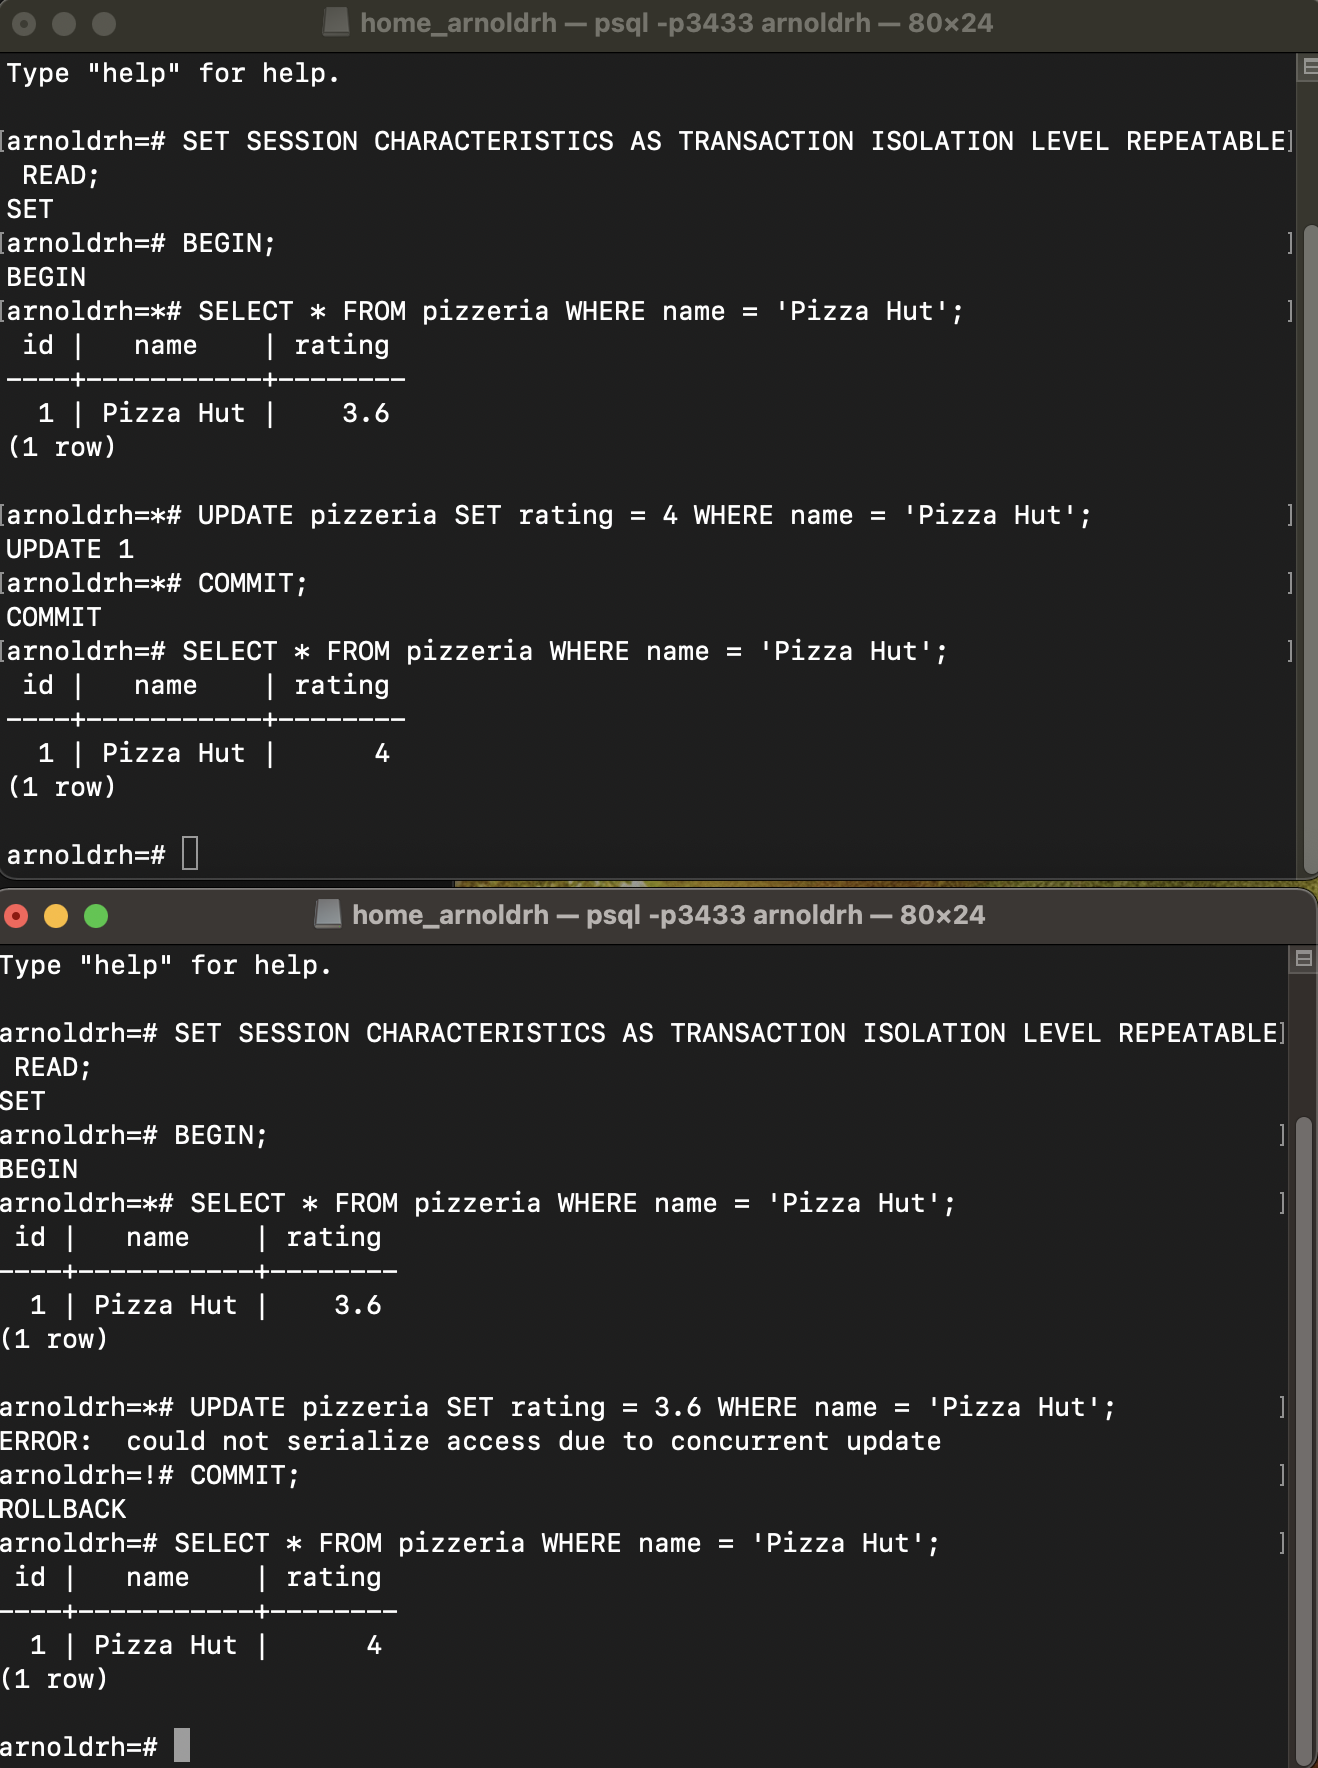 home_arnoldrh — psql -p3433 arnoldrh — 80×24
Type "help" for help.
[arnoldrh=# SET SESSION CHARACTERISTICS AS TRANSACTION ISOLATION LEVEL REPEATABLE]
 READ;
SET
[arnoldrh=# BEGIN; ]
BEGIN
[arnoldrh=*# SELECT * FROM pizzeria WHERE name = 'Pizza Hut'; ]
 id |   name    | rating
----+-----------+--------
  1 | Pizza Hut |    3.6
(1 row)
[arnoldrh=*# UPDATE pizzeria SET rating = 4 WHERE name = 'Pizza Hut'; ]
UPDATE 1
[arnoldrh=*# COMMIT; ]
COMMIT
[arnoldrh=# SELECT * FROM pizzeria WHERE name = 'Pizza Hut'; ]
 id |   name    | rating
----+-----------+--------
  1 | Pizza Hut |      4
(1 row)
arnoldrh=#
home_arnoldrh — psql -p3433 arnoldrh — 80×24
Type "help" for help.
arnoldrh=# SET SESSION CHARACTERISTICS AS TRANSACTION ISOLATION LEVEL REPEATABLE]
 READ;
SET
arnoldrh=# BEGIN; ]
BEGIN
arnoldrh=*# SELECT * FROM pizzeria WHERE name = 'Pizza Hut'; ]
 id |   name    | rating
----+-----------+--------
  1 | Pizza Hut |    3.6
(1 row)
arnoldrh=*# UPDATE pizzeria SET rating = 3.6 WHERE name = 'Pizza Hut'; ]
ERROR:  could not serialize access due to concurrent update
arnoldrh=!# COMMIT; ]
ROLLBACK
arnoldrh=# SELECT * FROM pizzeria WHERE name = 'Pizza Hut'; ]
 id |   name    | rating
----+-----------+--------
  1 | Pizza Hut |      4
(1 row)
arnoldrh=#